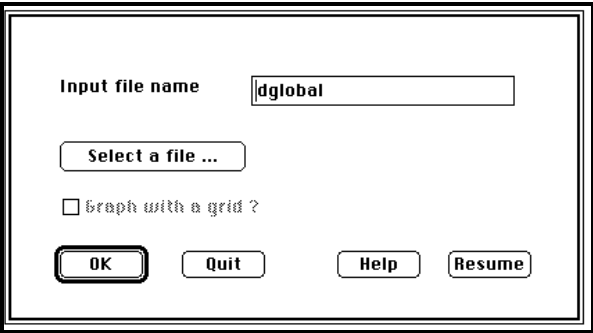 Input file name dglobal
Select a file ...
Graph with a grid ?
OK Quit Help Resume